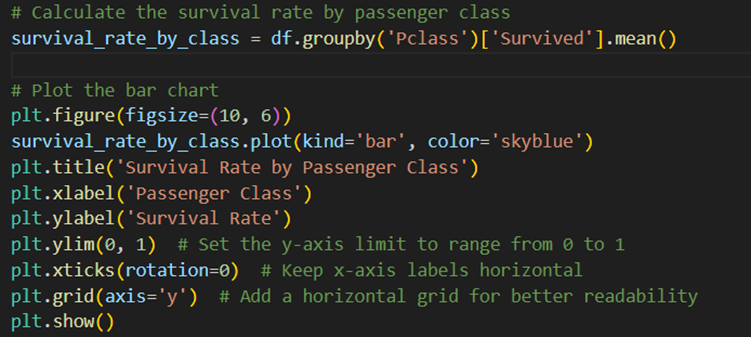 # Calculate the survival rate by passenger class
survival_rate_by_class = df.groupby('Pclass')['Survived'].mean()
# Plot the bar chart
plt.figure(figsize=(10, 6))
survival_rate_by_class.plot(kind='bar', color='skyblue')
plt.title('Survival Rate by Passenger Class')
plt.xlabel('Passenger Class')
plt.ylabel('Survival Rate')
plt.ylim(0, 1)  # Set the y-axis limit to range from 0 to 1
plt.xticks(rotation=0)  # Keep x-axis labels horizontal
plt.grid(axis='y')  # Add a horizontal grid for better readability
plt.show()